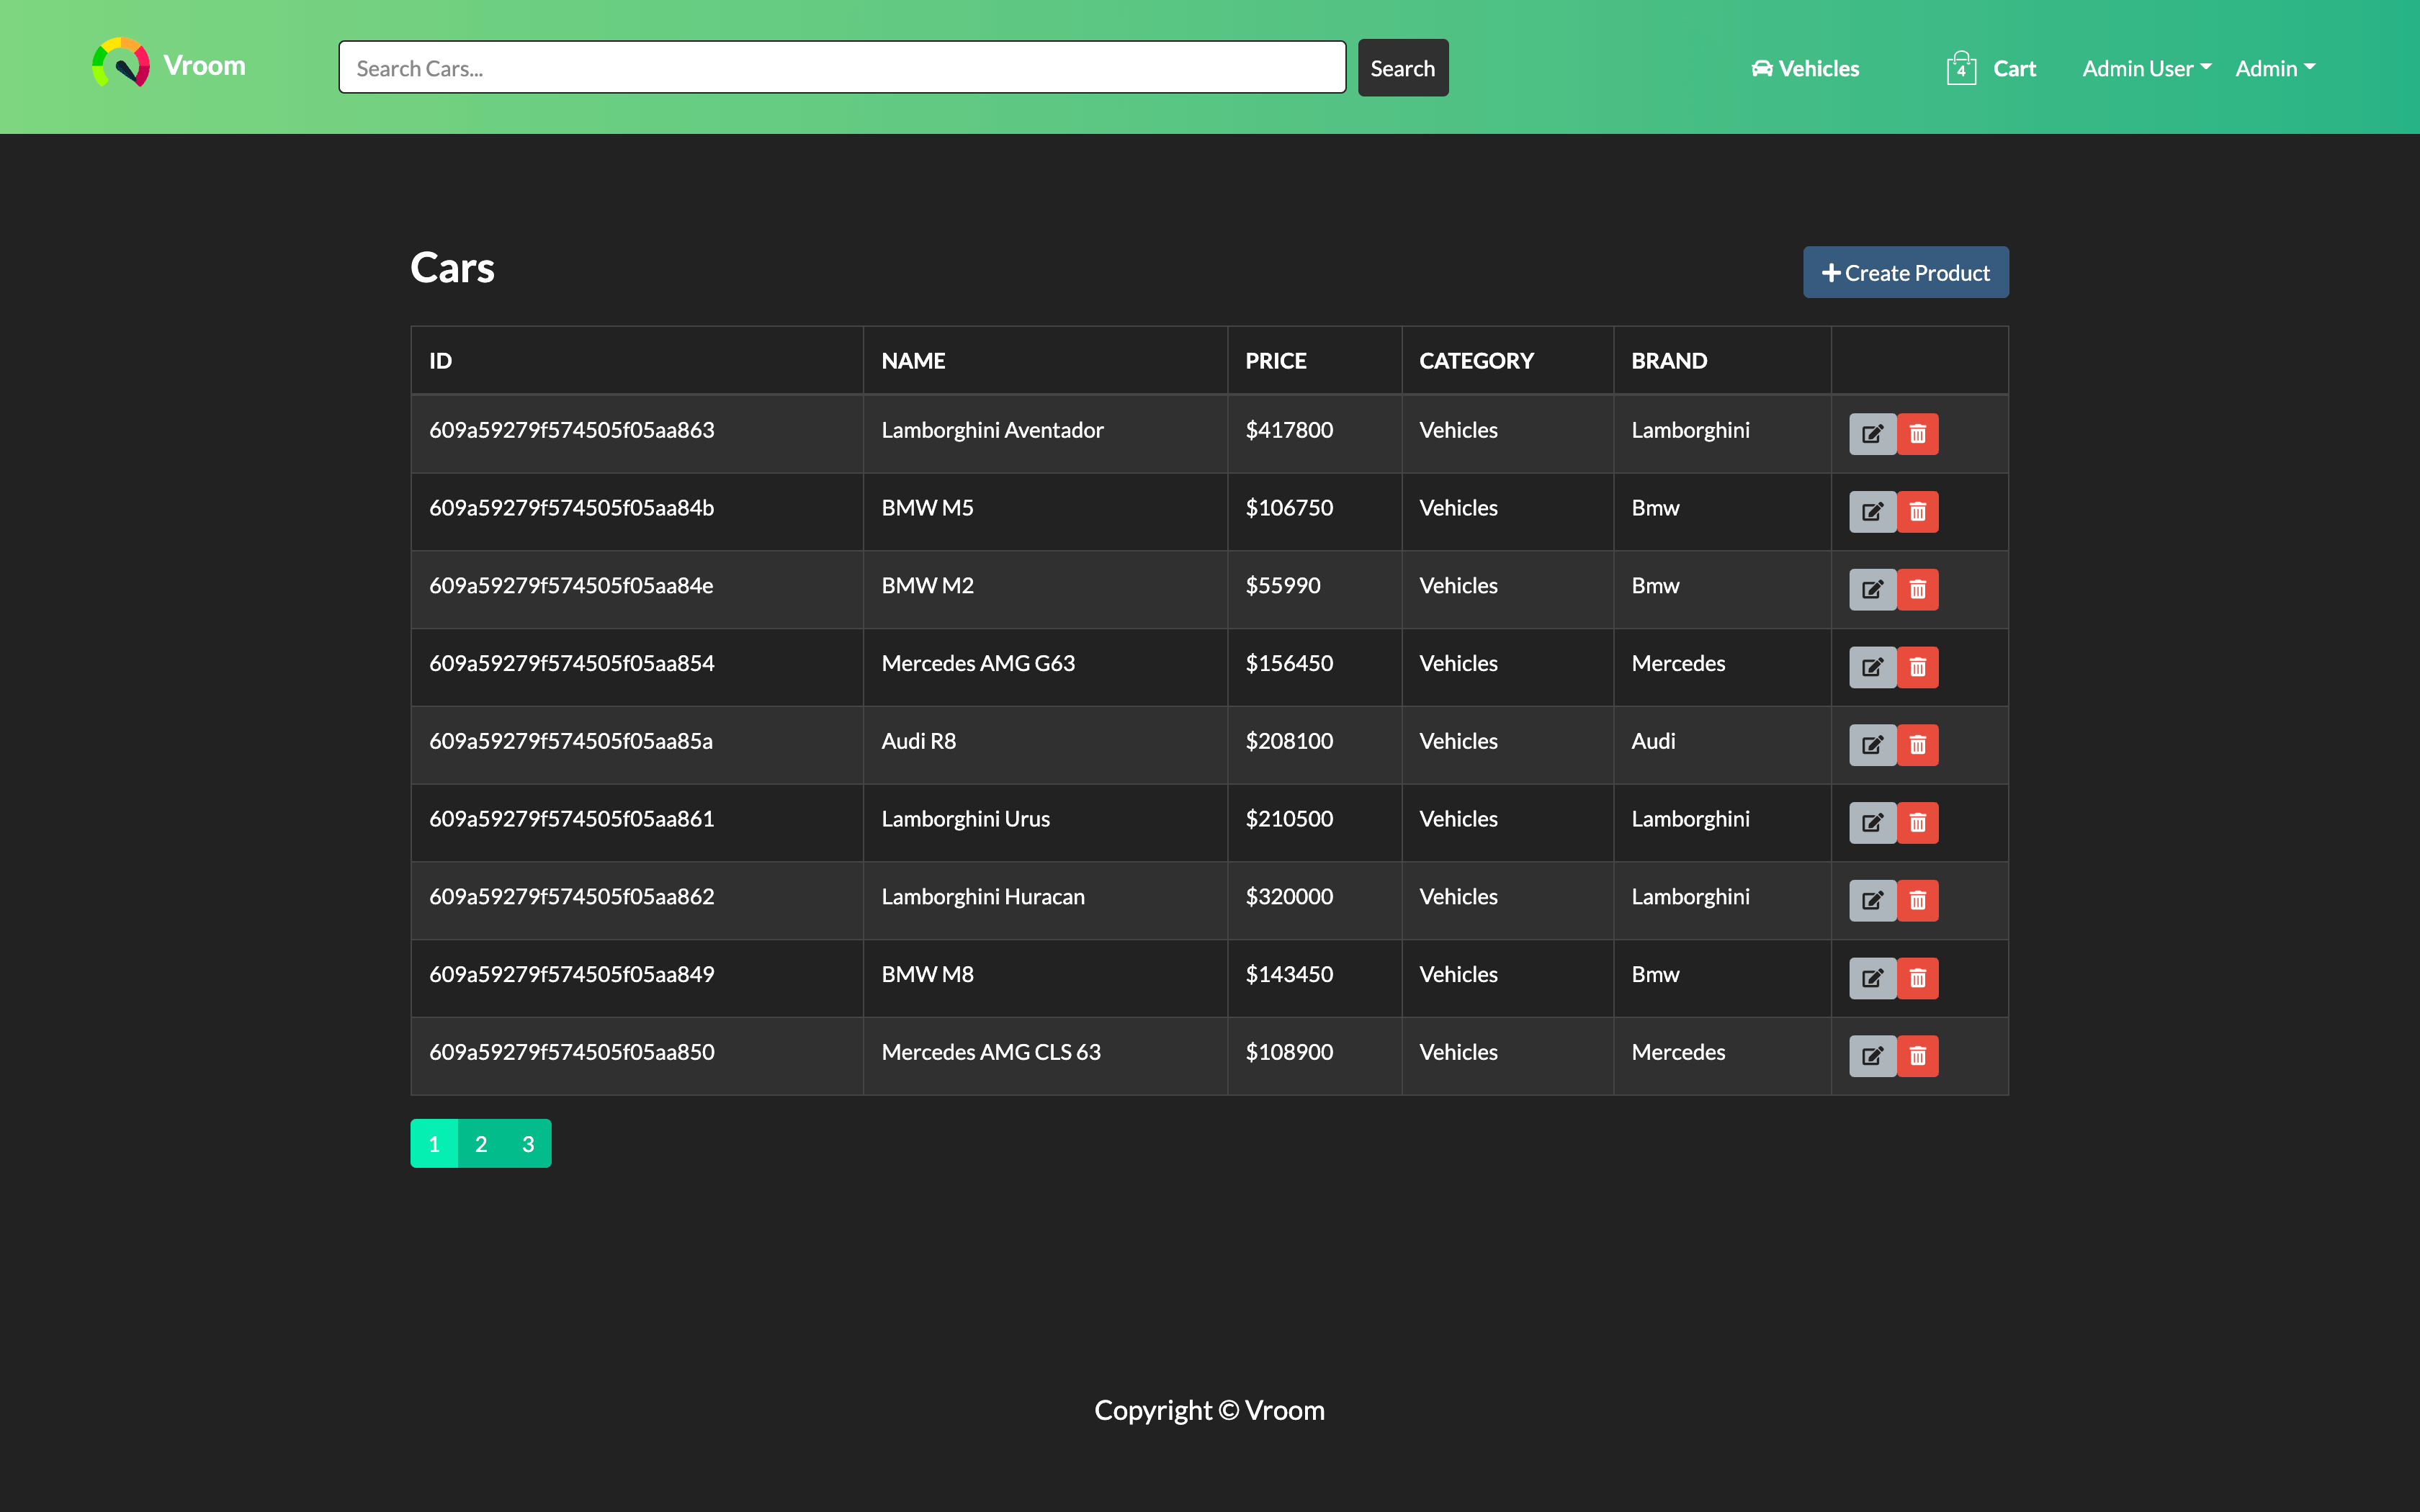 Vroom
Search Cars...
Search
Vehicles
4
Cart
Admin User
Admin
Cars
Create Product
ID NAME PRICE CATEGORY BRAND
609a59279f574505f05aa863 Lamborghini Aventador $417800 Vehicles Lamborghini
609a59279f574505f05aa84b BMW M5 $106750 Vehicles Bmw
609a59279f574505f05aa84e BMW M2 $55990 Vehicles Bmw
609a59279f574505f05aa854 Mercedes AMG G63 $156450 Vehicles Mercedes
609a59279f574505f05aa85a Audi R8 $208100 Vehicles Audi
609a59279f574505f05aa861 Lamborghini Urus $210500 Vehicles Lamborghini
609a59279f574505f05aa862 Lamborghini Huracan $320000 Vehicles Lamborghini
609a59279f574505f05aa849 BMW M8 $143450 Vehicles Bmw
609a59279f574505f05aa850 Mercedes AMG CLS 63 $108900 Vehicles Mercedes
1 2 3
Copyright © Vroom